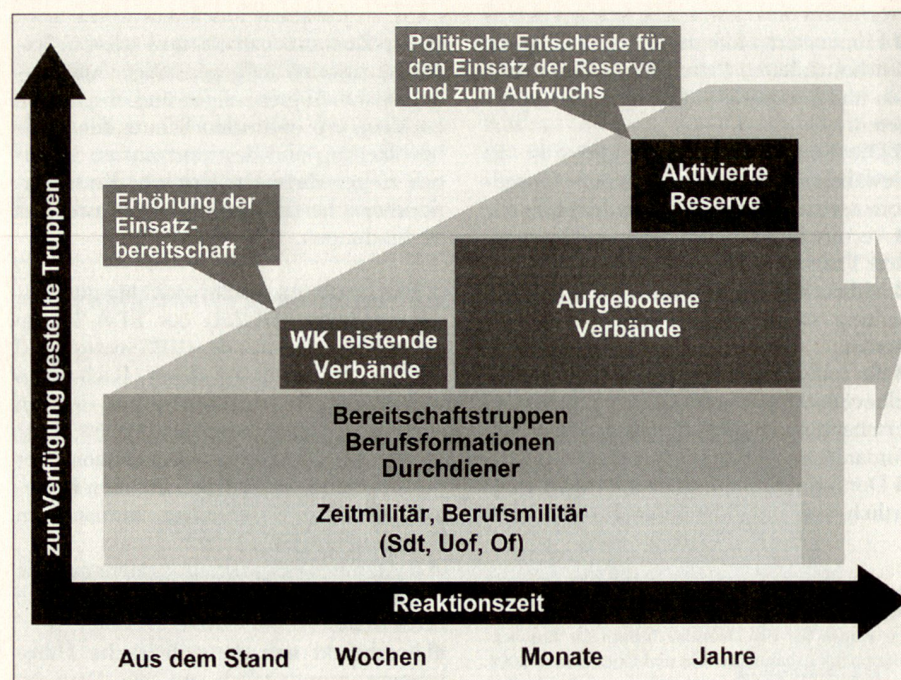 Politische Entscheide für
den Einsatz der Reserve
und zum Aufwuchs
Aktivierte
Reserve
Erhöhung der
Einsatz-
bereitschaft
Aufgebotene
Verbände
WK leistende
Verbände
Bereitschaftstruppen
Berufsformationen
Durchdiener
Zeitmilitär, Berufsmilitär
(Sdt, Uof, Of)
zur Verfügung gestellte Truppen
Reaktionszeit
Aus dem Stand
Wochen
Monate
Jahre